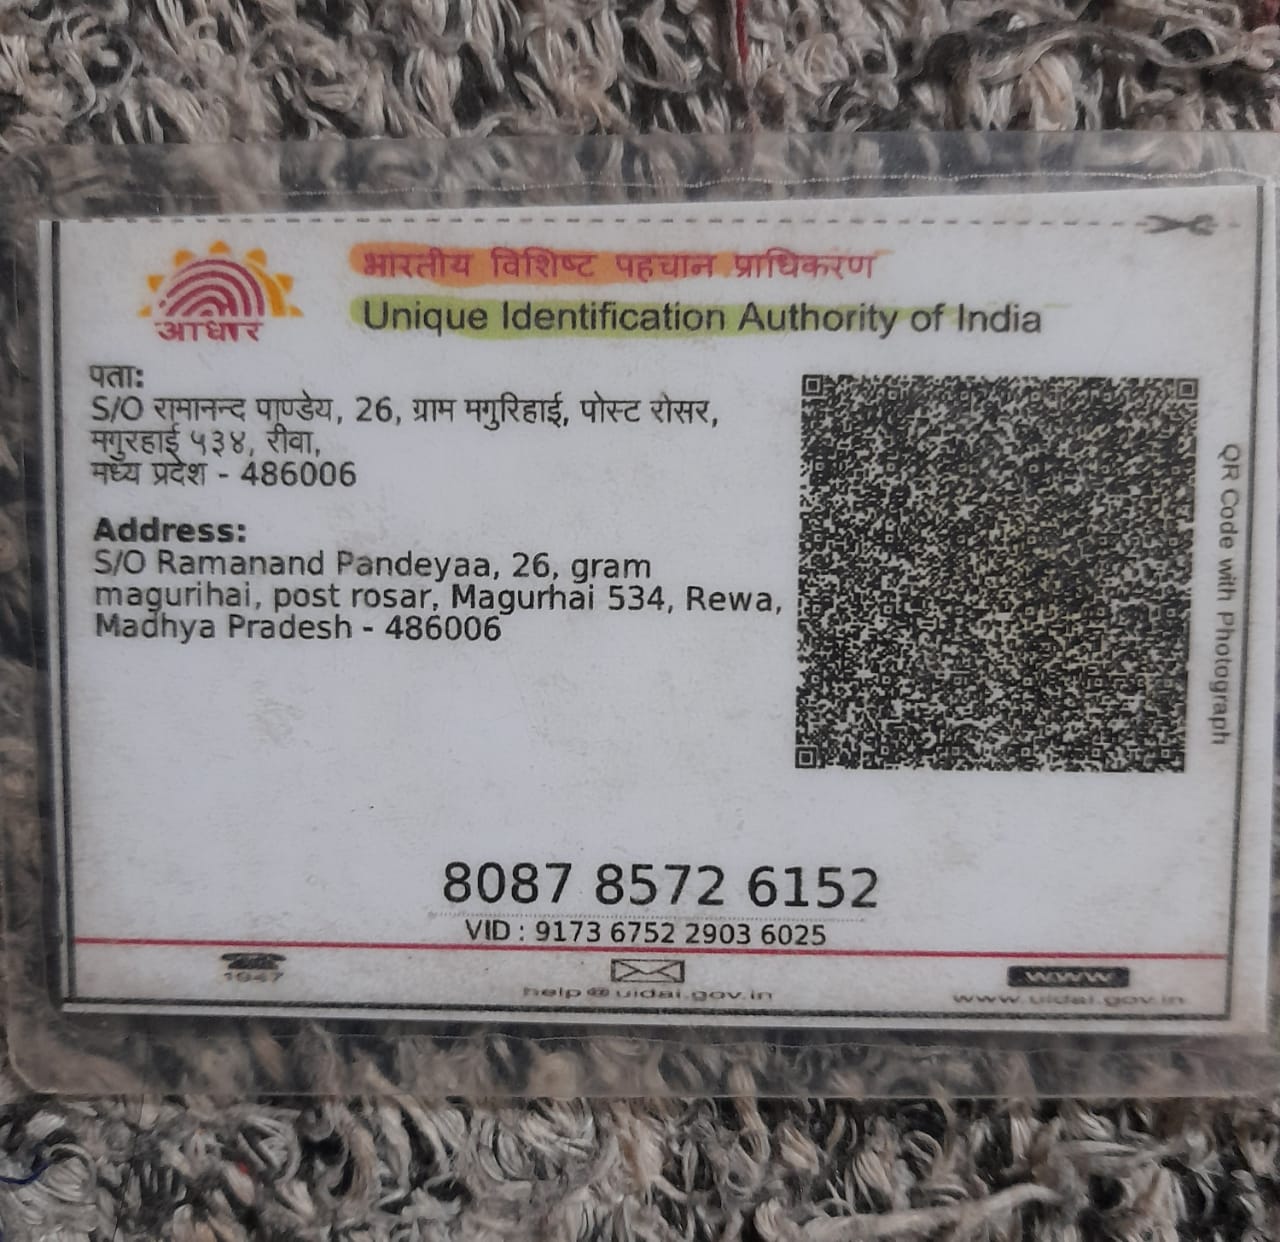 भारतीय विशिष्ट पहचान प्राधिकरण
आधार
Unique Identification Authority of India
पता:
S/O रामानन्द पाण्डेय, 26, ग्राम मगुरिहाई, पोस्ट रोसर,
मगुरहाई ५३४, रीवा,
मध्य प्रदेश - 486006
Address:
S/O Ramanand Pandeyaa, 26, gram
magurihai, post rosar, Magurhai 534, Rewa,
Madhya Pradesh - 486006
QR Code with Photograph
8087 8572 6152
VID : 9173 6752 2903 6025
1947
help@uidai.gov.in
www
www.uidai.gov.in